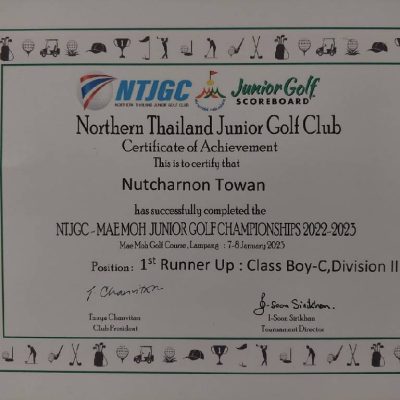 NTJGC
NORTHERN THAILAND JUNIOR GOLF CLUB
Junior Golf
SCOREBOARD
Northern Thailand Junior Golf Club
Certificate of Achievement
This is to certify that
Nutcharnon Towan
has successfully completed the
NTJGC - MAE MOH JUNIOR GOLF CHAMPIONSHIPS 2022-2023
Mae Moh Golf Course, Lampang : 7-8 January 2023
Position: 1st Runner Up : Class Boy-C,Division II
Club President
I-Soon Sirikhan
Tournament Director